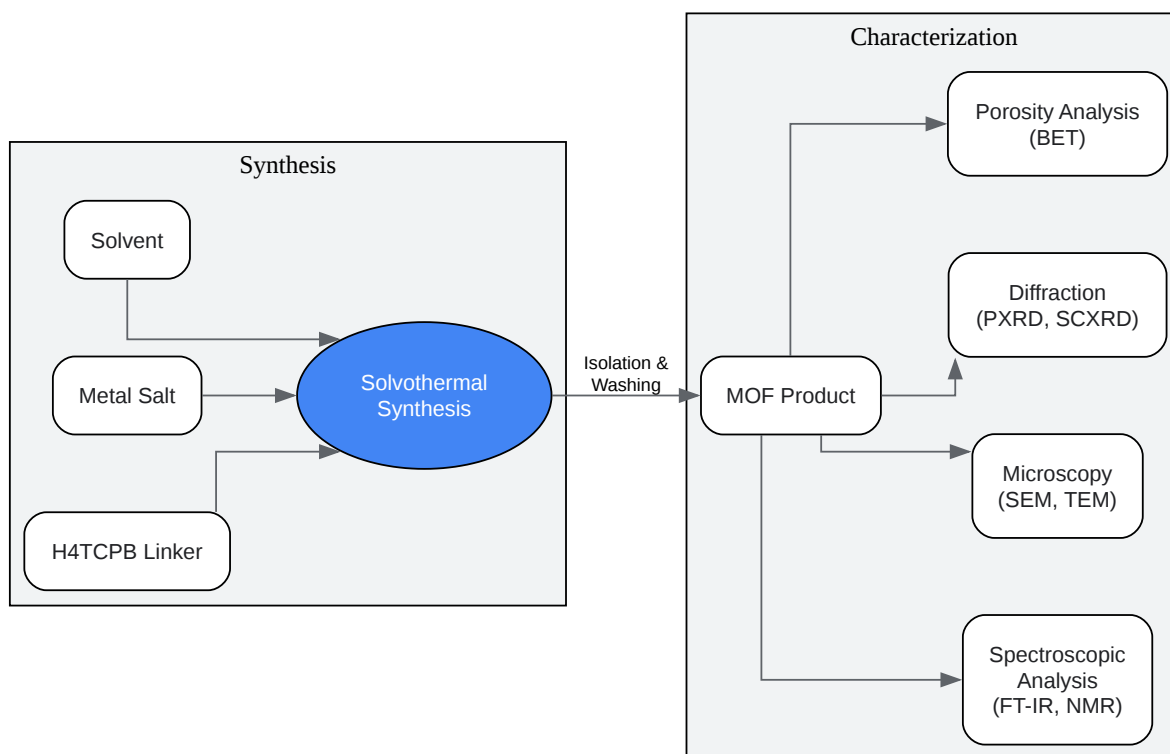 Synthesis
Solvent
Metal Salt
H4TCPB Linker
Solvothermal
Synthesis
Isolation &
Washing
Characterization
MOF Product
Porosity Analysis
(BET)
Diffraction
(PXRD, SCXRD)
Microscopy
(SEM, TEM)
Spectroscopic
Analysis
(FT-IR, NMR)